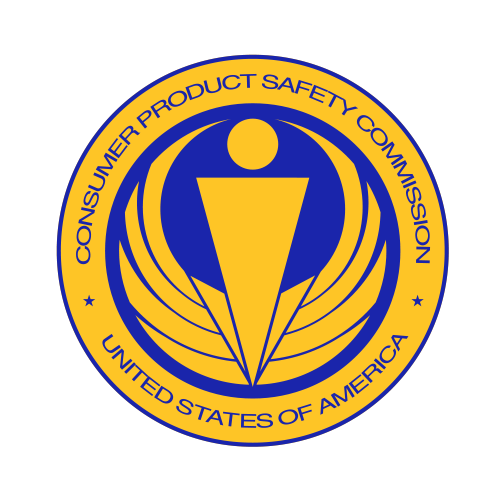 CONSUMER PRODUCT SAFETY COMMISSION
UNITED STATES OF AMERICA